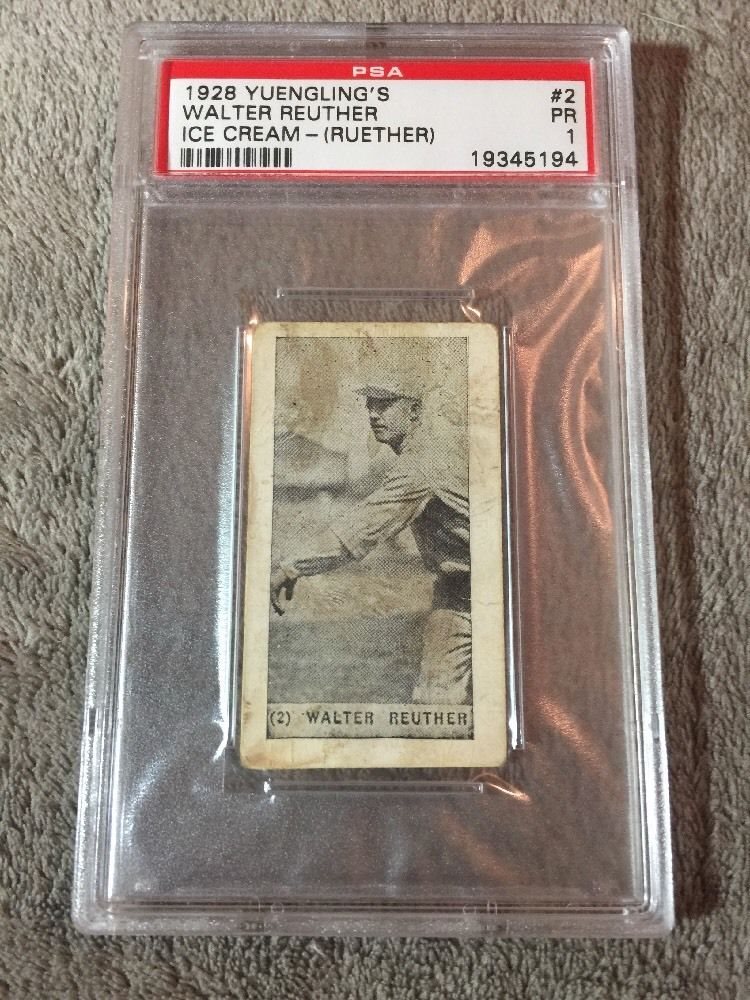 PSA
1928 YUENGLING'S #2
WALTER REUTHER PR
ICE CREAM-(RUETHER) 1
19345194
(2) WALTER REUTHER